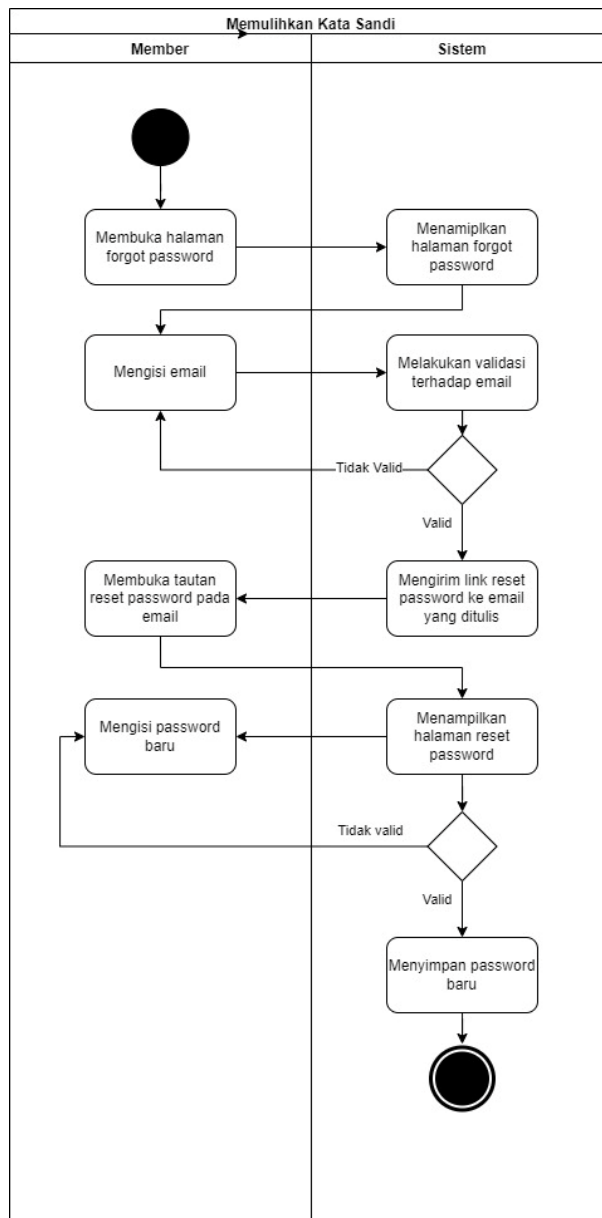 Memulihkan Kata Sandi
Member
Sistem
Membuka halaman
forgot password
Menamiplkan
halaman forgot
password
Mengisi email
Melakukan validasi
terhadap email
Tidak Valid
Valid
Membuka tautan
reset password pada
email
Mengirim link reset
password ke email
yang ditulis
Mengisi password
baru
Menampilkan
halaman reset
password
Tidak valid
Valid
Menyimpan password
baru